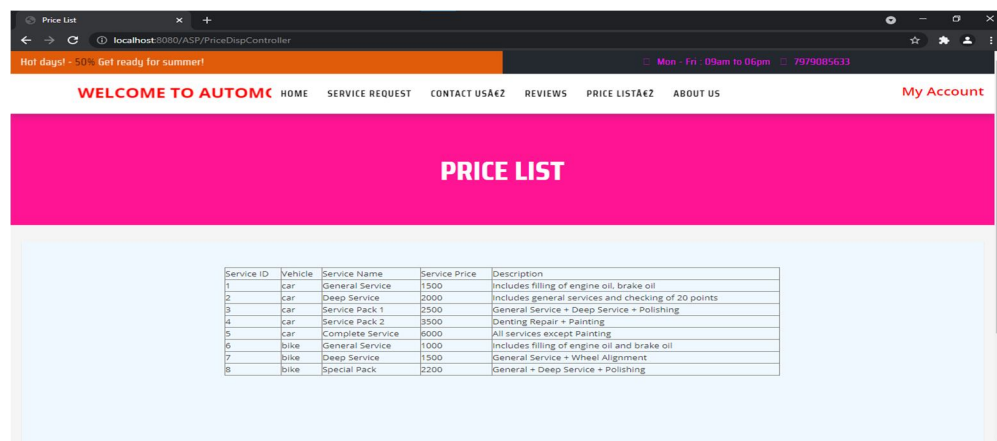 Price List
localhost:8080/ASP/PriceDispController
Hot days! - 50% Get ready for summer!
Mon - Fri : 09am to 06pm 7979085633
WELCOME TO AUTOMO HOME SERVICE REQUEST CONTACT USâ€Ž REVIEWS PRICE LISTâ€Ž ABOUT US My Account
PRICE LIST
Service ID Vehicle Service Name Service Price Description
1 car General Service 1500 Includes filling of engine oil, brake oil
2 car Deep Service 2000 Includes general services and checking of 20 points
3 car Service Pack 1 2500 General Service + Deep Service + Polishing
4 car Service Pack 2 3500 Denting Repair + Painting
5 car Complete Service 6000 All services except Painting
6 bike General Service 1000 Includes filling of engine oil and brake oil
7 bike Deep Service 1500 General Service + Wheel Alignment
8 bike Special Pack 2200 General + Deep Service + Polishing